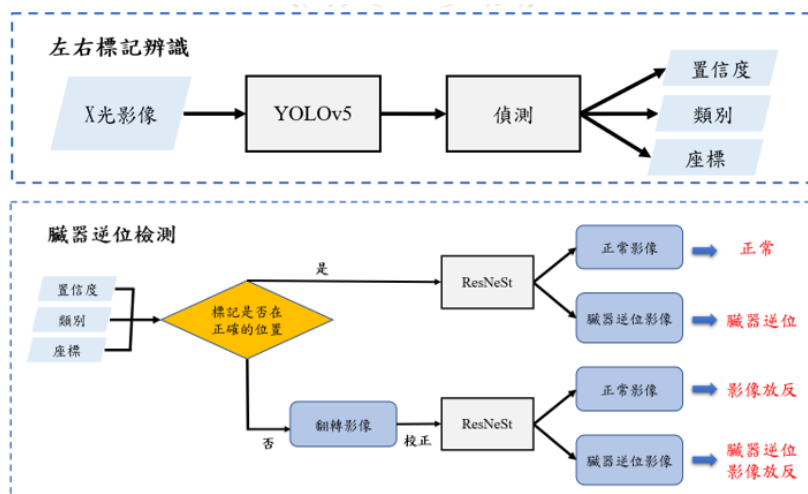 左右標記辨識
X光影像
YOLOv5
偵測
置信度
類別
座標
臟器逆位檢測
置信度
類別
座標
標記是否在
正確的位置
是
ResNeSt
正常影像
正常
臟器逆位影像
臟器逆位
否
翻轉影像
校正
ResNeSt
正常影像
影像放反
臟器逆位影像
臟器逆位
影像放反